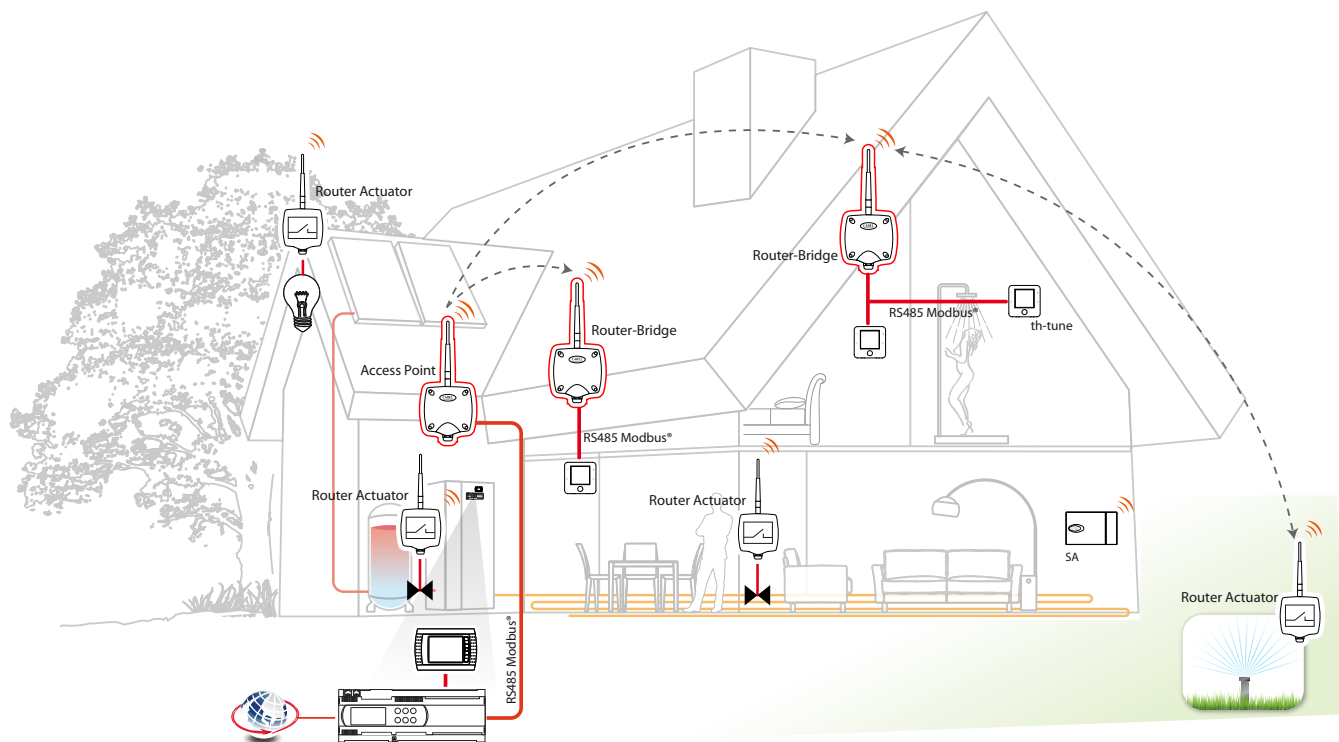 Router Actuator
Router-Bridge
RS485 Modbus®
th-tune
Router-Bridge
Access Point
RS485 Modbus®
Router Actuator
Router Actuator
SA
Router Actuator
RS485 Modbus®